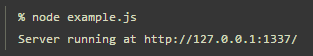 % node example.js
Server running at http://127.0.0.1:1337/